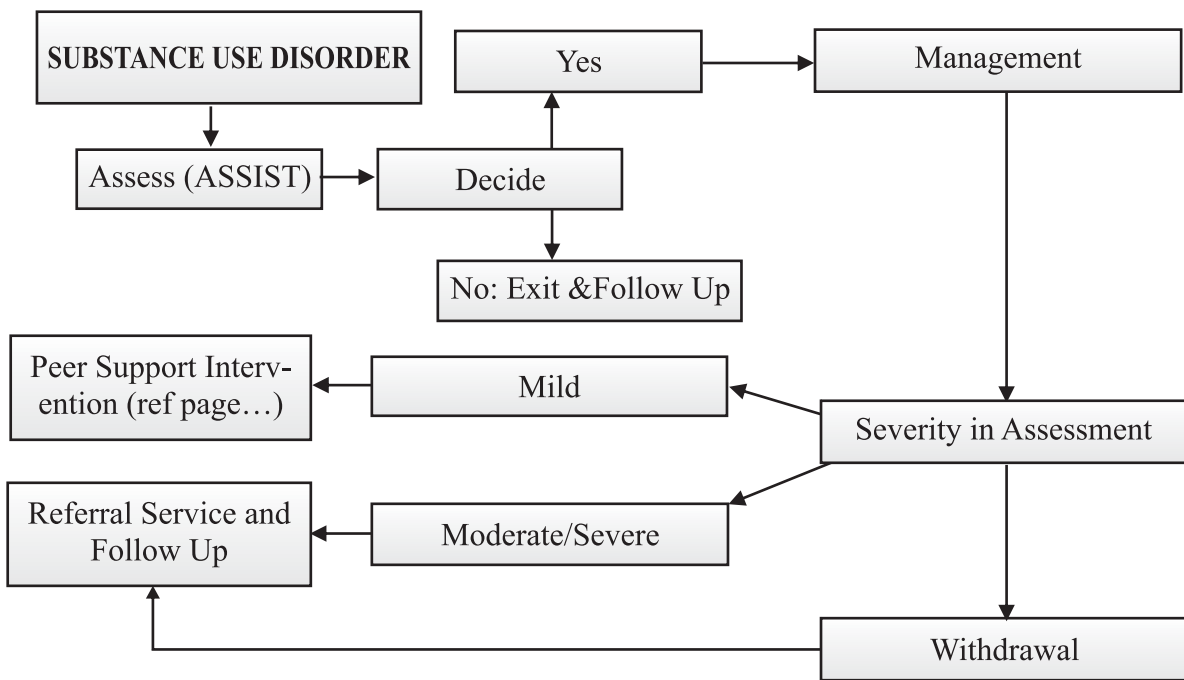 SUBSTANCE USE DISORDER
Yes
Management
Assess (ASSIST)
Decide
No: Exit &Follow Up
Peer Support Interv-
ention (ref page…)
Mild
Severity in Assessment
Referral Service and
Follow Up
Moderate/Severe
Withdrawal